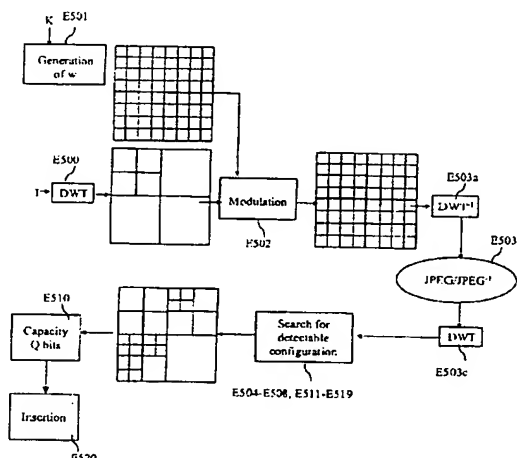 K
E501
Generation
of w
E500
I
DWT
Modulation
E502
E503a
DWT⁻¹
E503
JPEG/JPEG⁻¹
DWT
E503c
Search for
detectable
configuration
E504-E508, E511-E519
E510
Capacity
Q bits
Insertion
E520